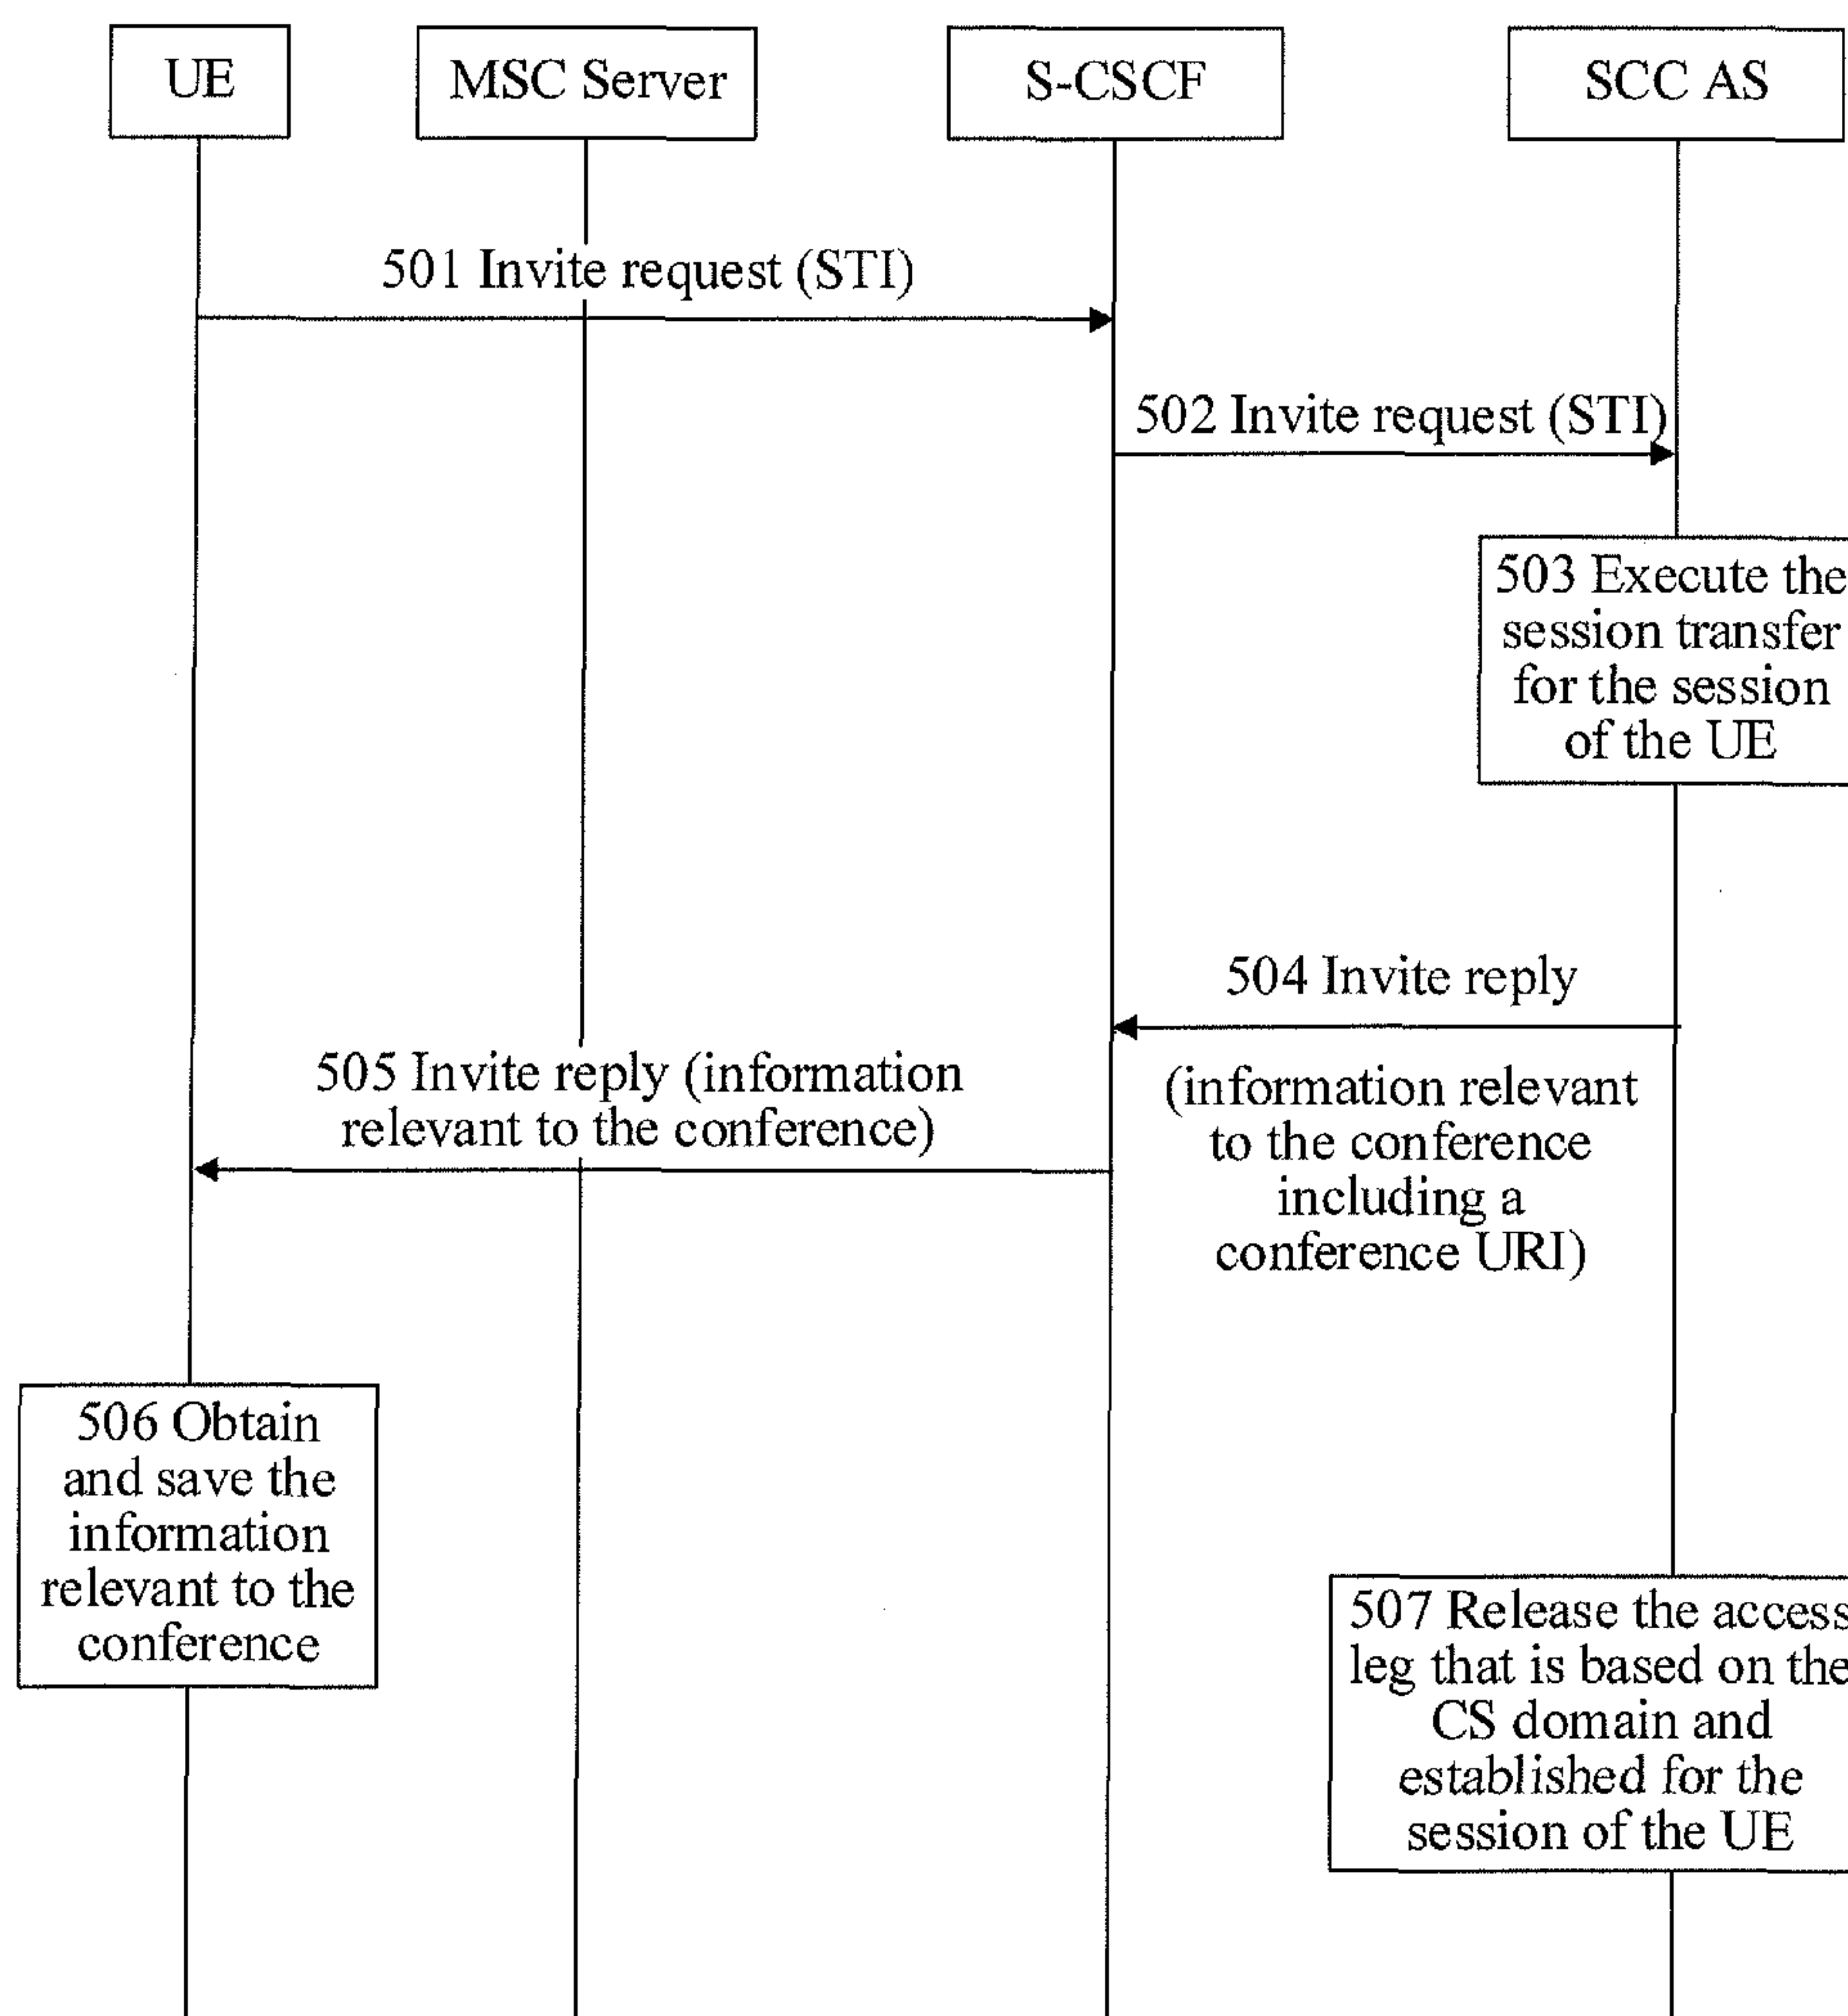 UE
MSC Server
S-CSCF
SCC AS
501 Invite request (STI)
502 Invite request (STI)
503 Execute the
session transfer
for the session
of the UE
504 Invite reply
(information relevant
to the conference
including a
conference URI)
505 Invite reply (information
relevant to the conference)
506 Obtain
and save the
information
relevant to the
conference
507 Release the access
leg that is based on the
CS domain and
established for the
session of the UE